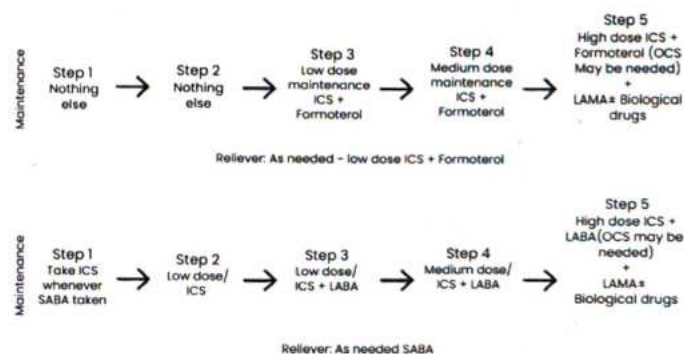 Maintenance
Step 1
Nothing
else
Step 2
Nothing
else
Step 3
Low dose
maintenance
ICS +
Formoterol
Step 4
Medium dose
maintenance
ICS +
Formoterol
Step 5
High dose ICS +
Formoterol (OCS
May be needed)
+
LAMA± Biological
drugs
Reliever: As needed - low dose ICS + Formoterol
Maintenance
Step 1
Take ICS
whenever
SABA taken
Step 2
Low dose/
ICS
Step 3
Low dose/
ICS + LABA
Step 4
Medium dose/
ICS + LABA
Step 5
High dose ICS +
LABA(OCS may be
needed)
+
LAMA±
Biological drugs
Reliever: As needed SABA